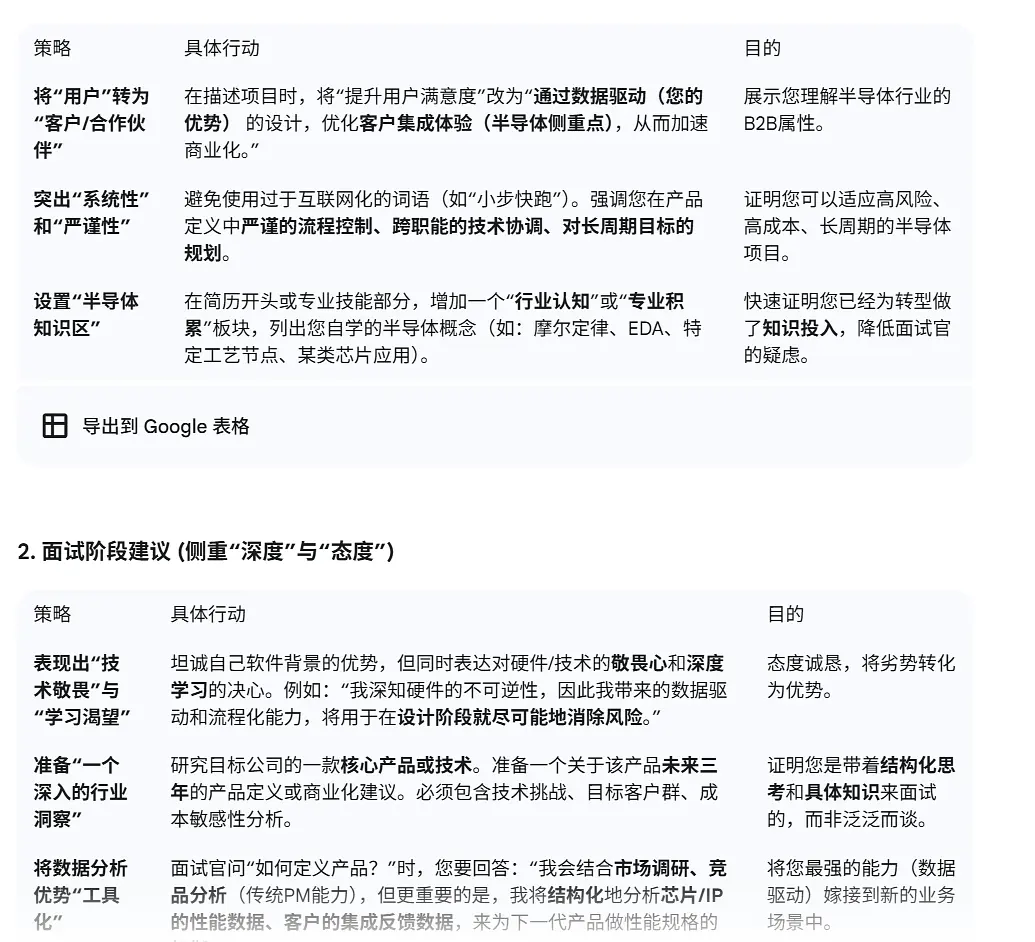 策略 具体行动 目的
将“用户”转为 在描述项目时，将“提升用户满意度”改为“通过数据驱动（您的 展示您理解半导体行业的
“客户/合作伙 优势） 的设计，优化客户集成体验（半导体侧重点），从而加速 B2B属性。
伴” 商业化。”
突出“系统性” 避免使用过于互联网化的词语（如“小步快跑”）。强调您在产品 证明您可以适应高风险、
和“严谨性” 定义中严谨的流程控制、跨职能的技术协调、对长周期目标的 高成本、长周期的半导体
规划。 项目。
设置“半导体 在简历开头或专业技能部分，增加一个“行业认知”或“专业积 快速证明您已经为转型做
知识区” 累”板块，列出您自学的半导体概念（如：摩尔定律、EDA、特 了知识投入，降低面试官
定工艺节点、某类芯片应用）。 的疑虑。
导出到 Google 表格
2. 面试阶段建议 (侧重“深度”与“态度”)
策略 具体行动 目的
表现出“技 坦诚自己软件背景的优势，但同时表达对硬件/技术的敬畏心和深度 态度诚恳，将劣势转化
术敬畏”与 学习的决心。例如：“我深知硬件的不可逆性，因此我带来的数据驱 为优势。
“学习渴望” 动和流程化能力，将用于在设计阶段就尽可能地消除风险。”
准备“一个 研究目标公司的一款核心产品或技术。准备一个关于该产品未来三 证明您是带着结构化思
深入的行业 年的产品定义或商业化建议。必须包含技术挑战、目标客户群、成 考和具体知识来面试
洞察” 本敏感性分析。 的，而非泛泛而谈。
将数据分析 面试官问“如何定义产品？”时，您要回答：“我会结合市场调研、竞 将您最强的能力（数据
优势“工具 品分析（传统PM能力），但更重要的是，我将结构化地分析芯片/IP 驱动）嫁接到新的业务
化” 的性能数据、客户的集成反馈数据，来为下一代产品做性能规格的 场景中。